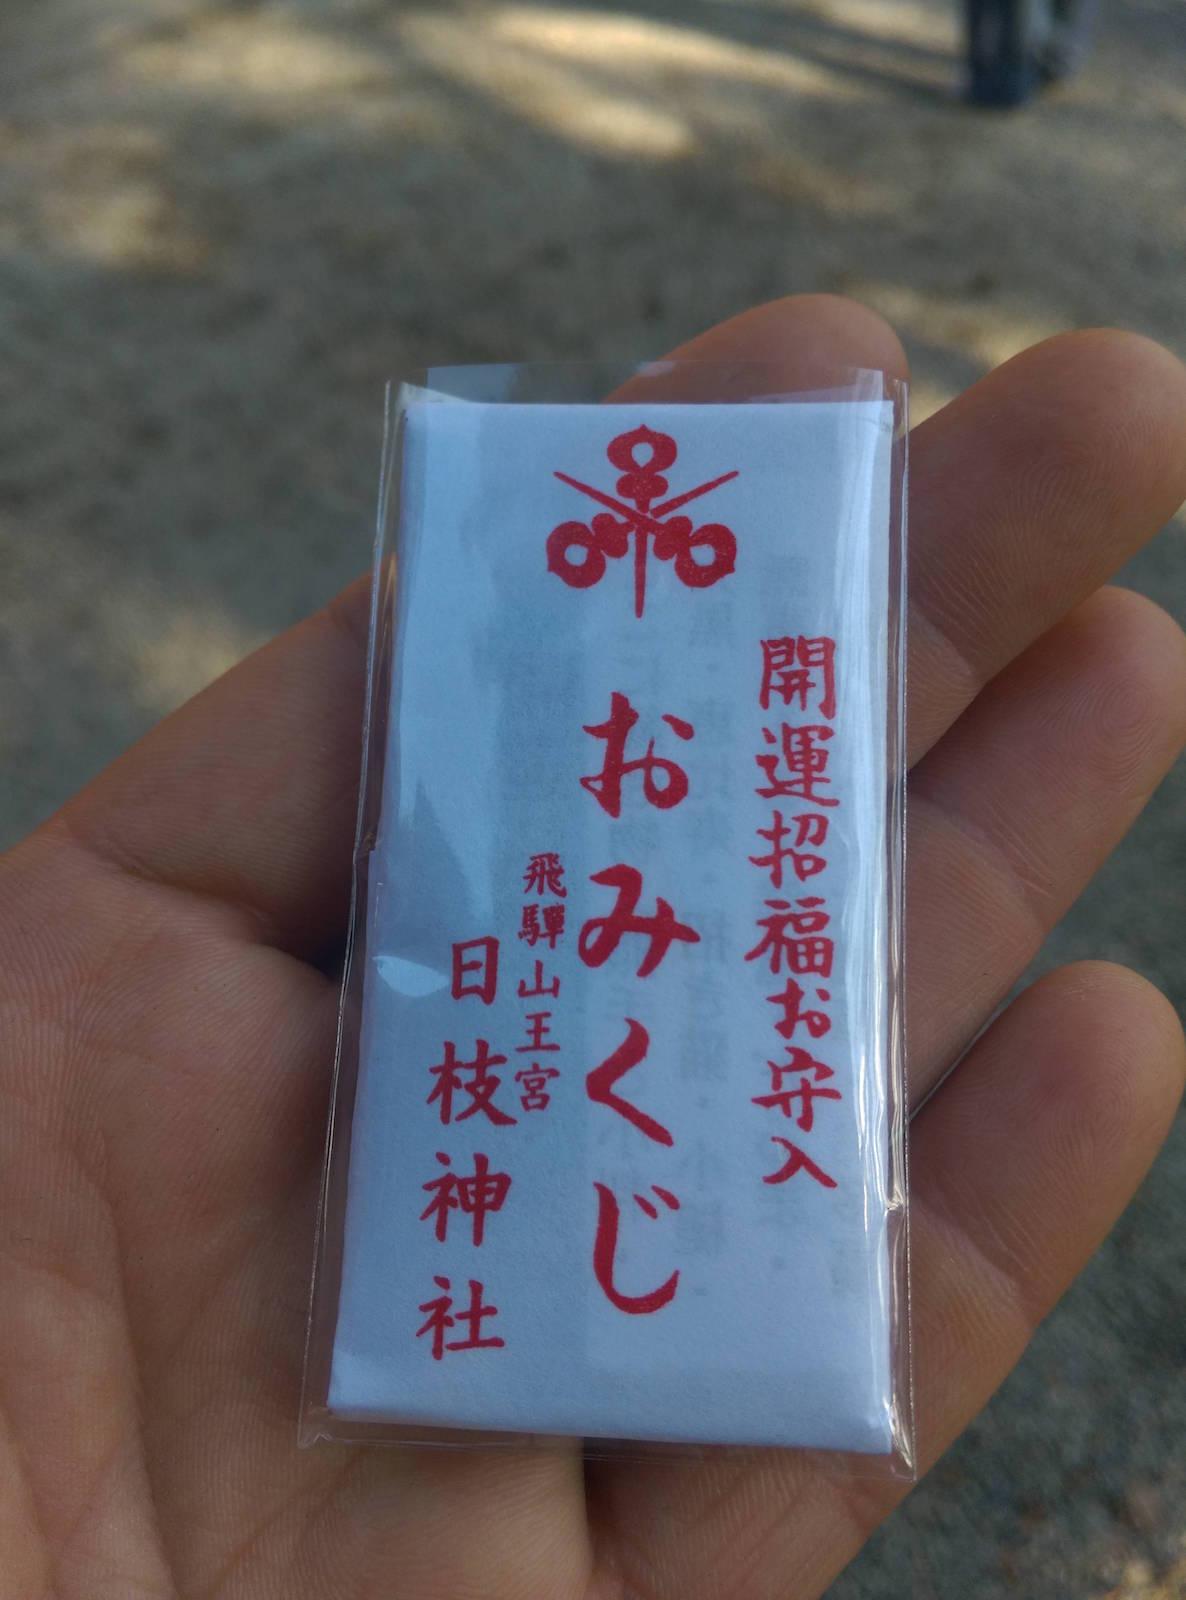 開運招福お守入
おみくじ
飛騨山王宮
日枝神社